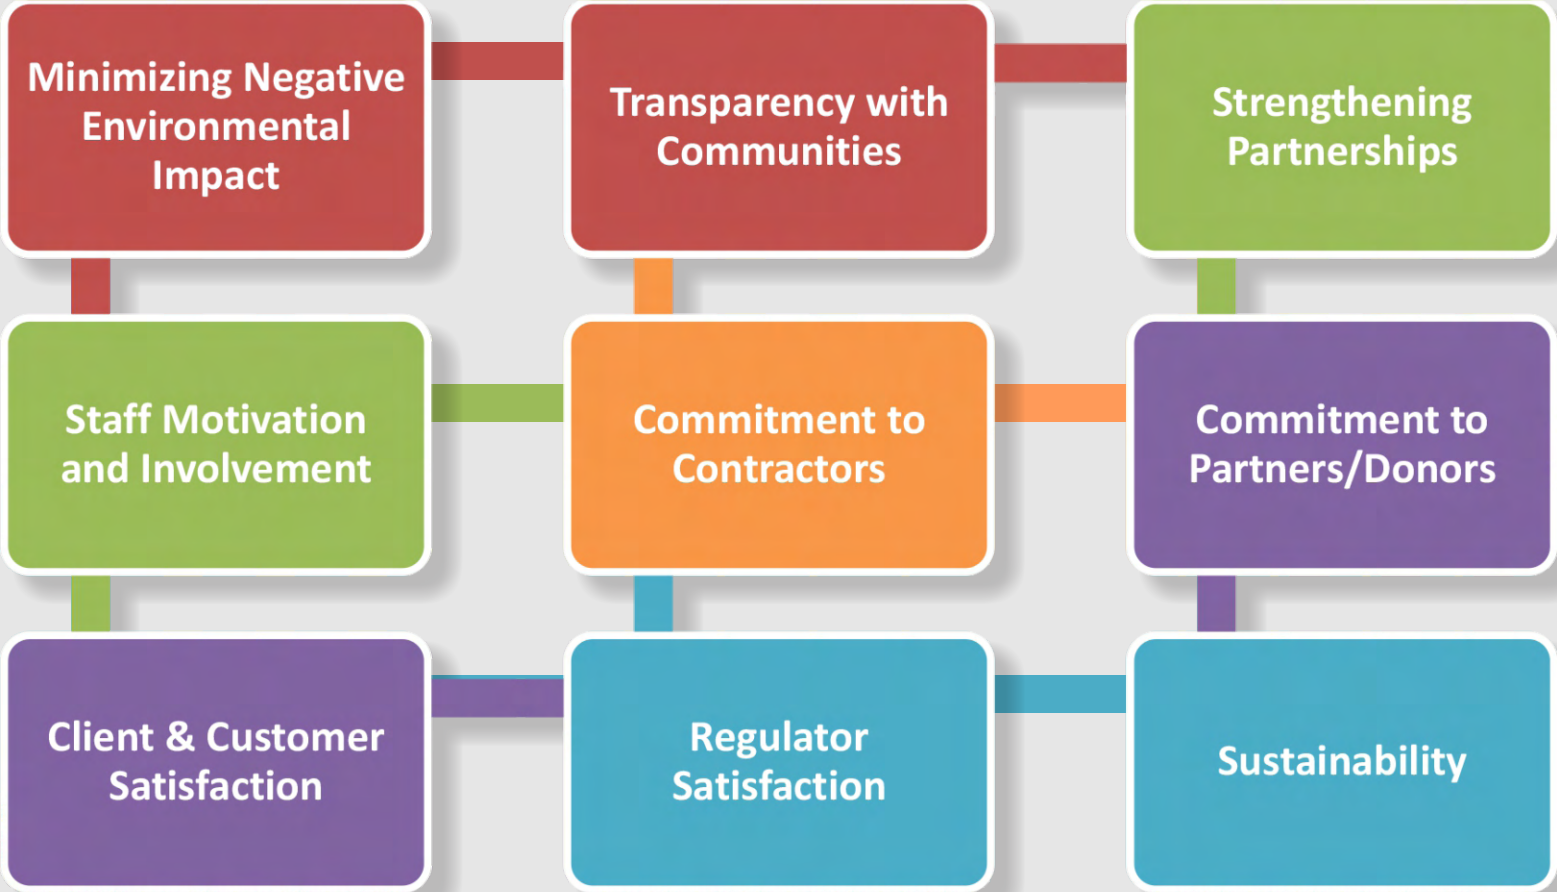 Minimizing Negative
Environmental
Impact
Transparency with
Communities
Strengthening
Partnerships
Staff Motivation
and Involvement
Commitment to
Contractors
Commitment to
Partners/Donors
Client & Customer
Satisfaction
Regulator
Satisfaction
Sustainability